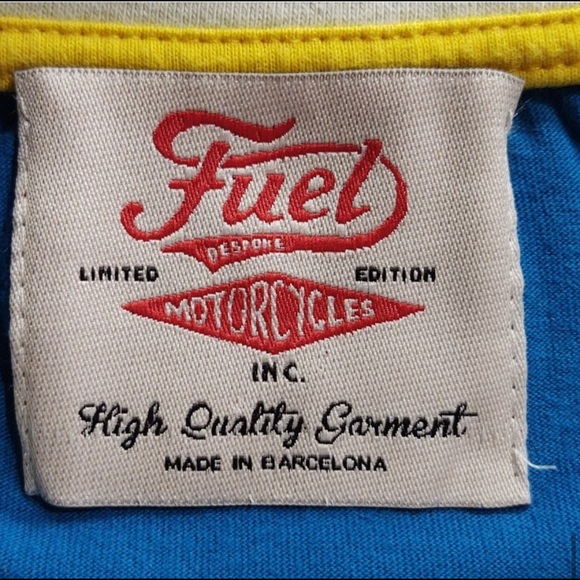 Fuel
BESPOKE
LIMITED EDITION
MOTORCYCLES
INC.
High Quality Garment
MADE IN BARCELONA